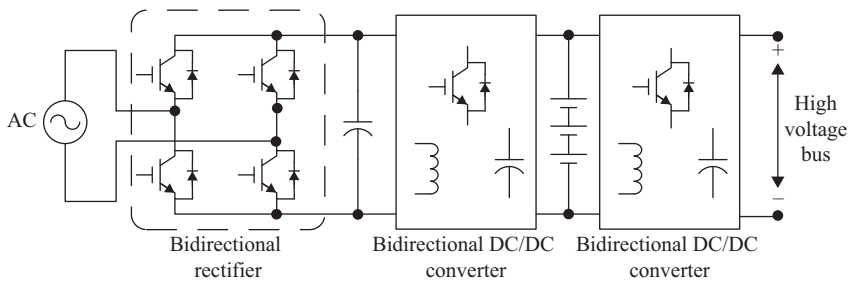 AC
+
High
voltage
bus
−
Bidirectional
rectifier
Bidirectional DC/DC
converter
Bidirectional DC/DC
converter